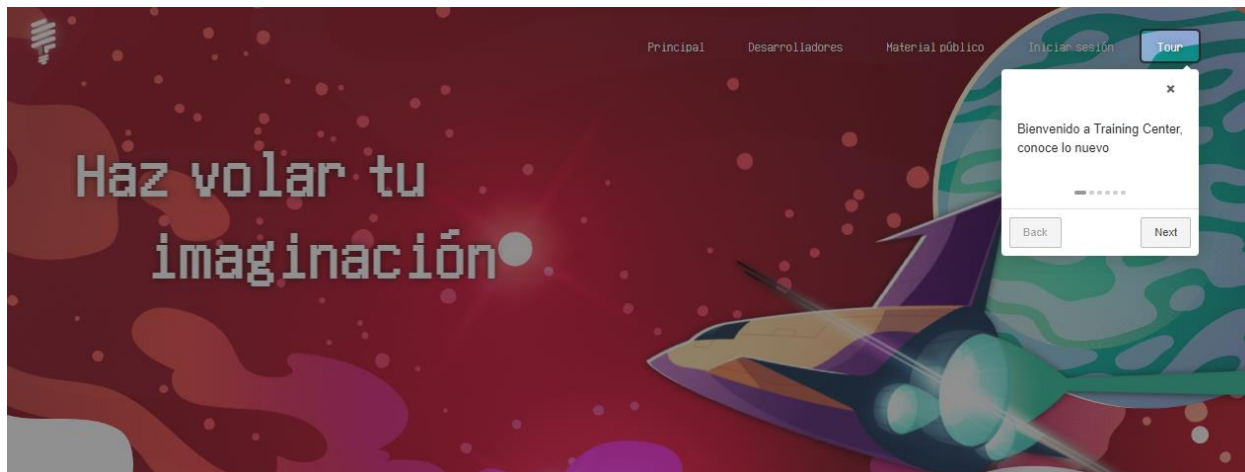 Principal Desarrolladores Material público Iniciar sesión Tour
×
Bienvenido a Training Center,
conoce lo nuevo
Back Next
Haz volar tu
imaginación